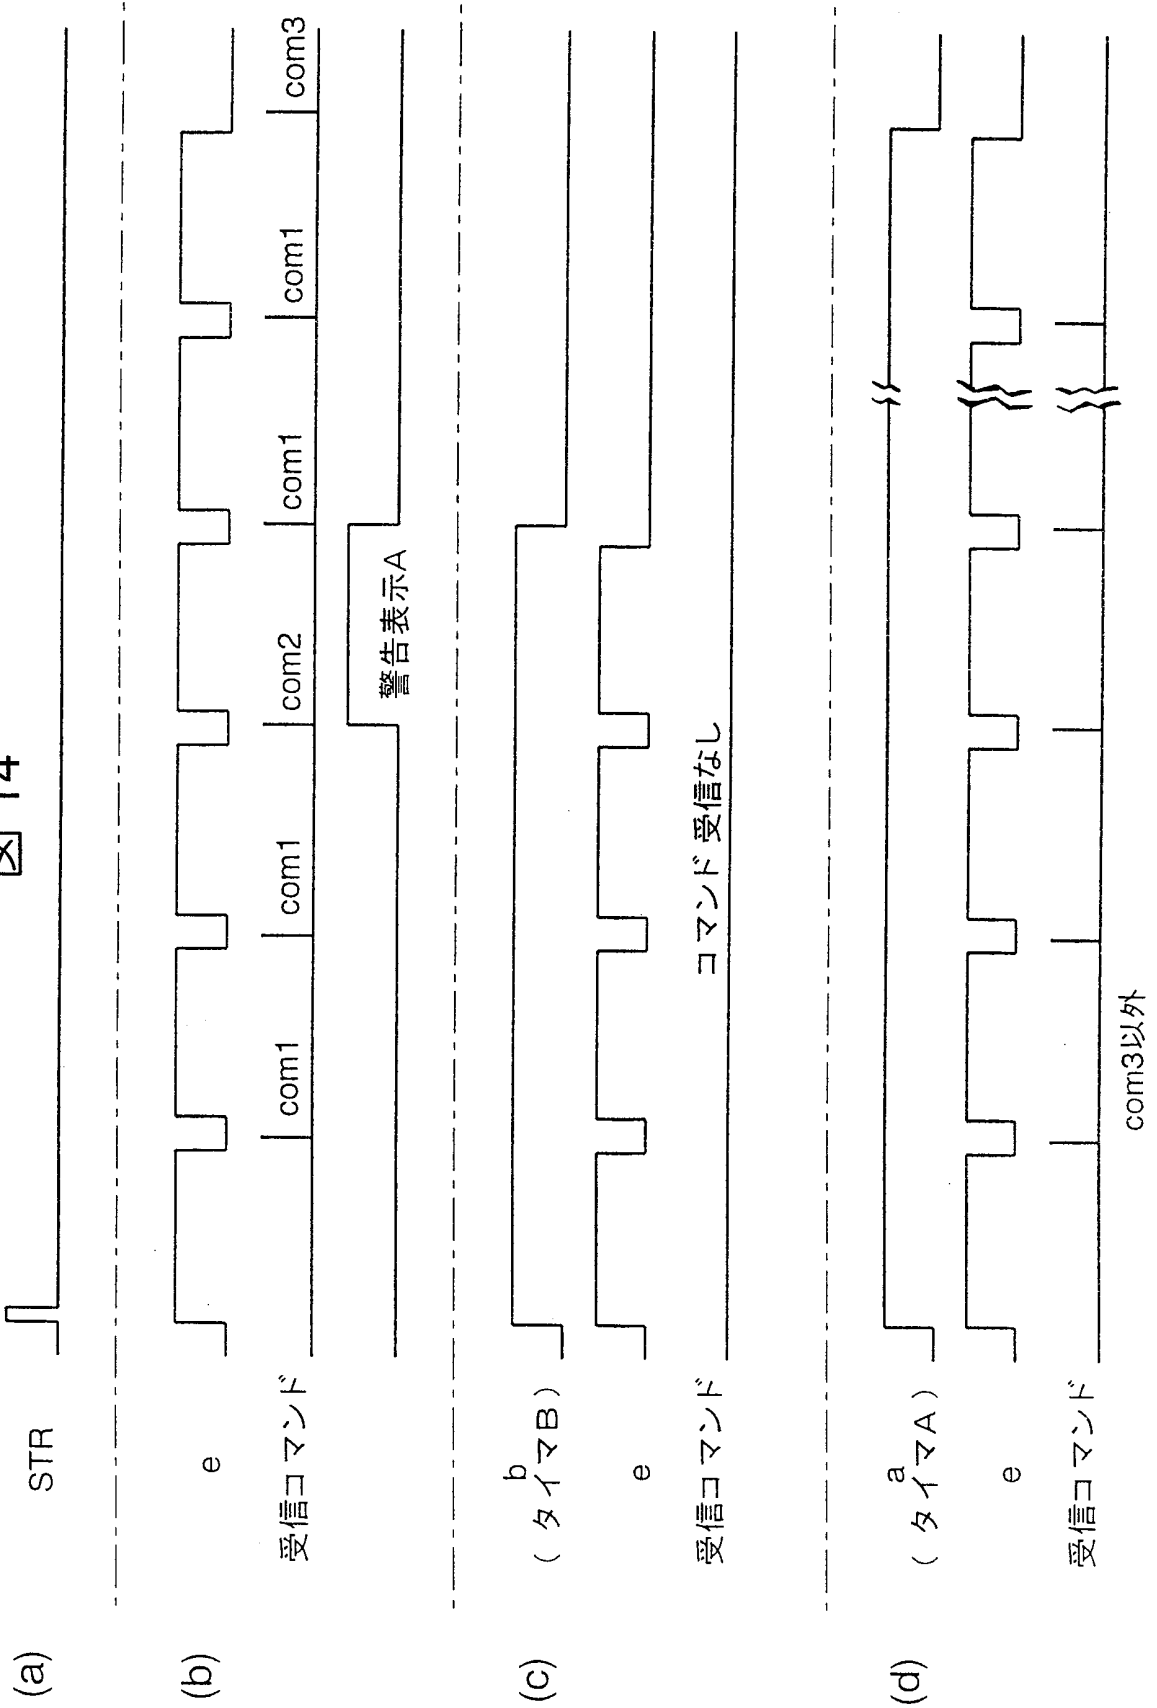 図 14
(a)
STR
(b)
e
受信コマンド
com1
com1
com2
com1
com1
com3
警告表示A
(c)
b
(タイマB)
e
受信コマンド
コマンド受信なし
(d)
a
(タイマA)
e
受信コマンド
com3以外